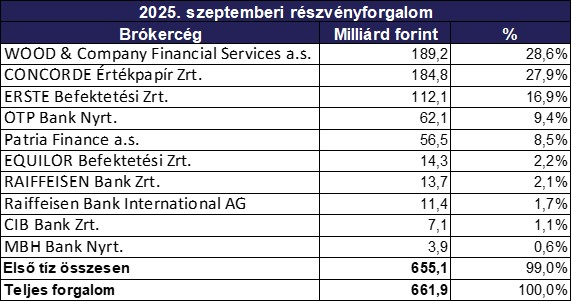 2025. szeptemberi részvényforgalom
Brókercég Milliárd forint %
WOOD & Company Financial Services a.s. 189,2 28,6%
CONCORDE Értékpapír Zrt. 184,8 27,9%
ERSTE Befektetési Zrt. 112,1 16,9%
OTP Bank Nyrt. 62,1 9,4%
Patria Finance a.s. 56,5 8,5%
EQUILOR Befektetési Zrt. 14,3 2,2%
RAIFFEISEN Bank Zrt. 13,7 2,1%
Raiffeisen Bank International AG 11,4 1,7%
CIB Bank Zrt. 7,1 1,1%
MBH Bank Nyrt. 3,9 0,6%
Első tíz összesen 655,1 99,0%
Teljes forgalom 661,9 100,0%